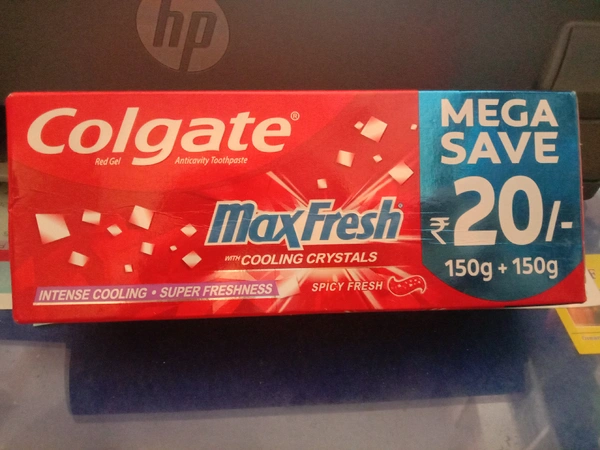 hp
Colgate®
Red Gel Anticavity Toothpaste
MaxFresh®
WITH COOLING CRYSTALS
INTENSE COOLING • SUPER FRESHNESS
SPICY FRESH
MEGA
SAVE
₹20/-
150g + 150g